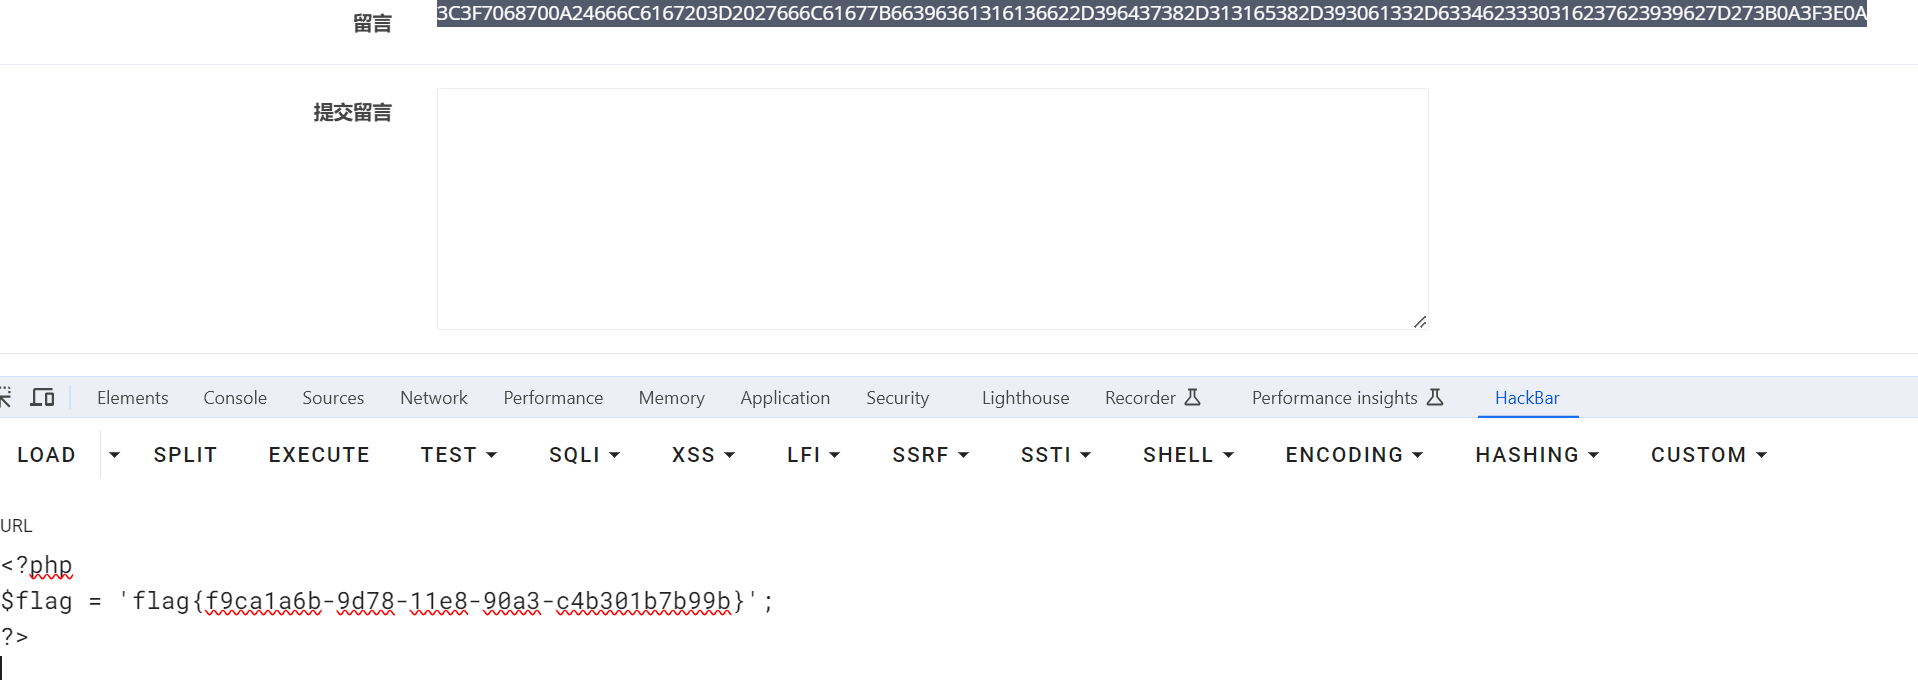 留言 3C3F7068700A24666C6167203D2027666C61677B66396361316136622D396437382D313165382D393061332D6334623330316237623939627D273B0A3F3E0A
提交留言
Elements Console Sources Network Performance Memory Application Security Lighthouse Recorder Performance insights HackBar
LOAD SPLIT EXECUTE TEST SQLI XSS LFI SSRF SSTI SHELL ENCODING HASHING CUSTOM
URL
<?php
$flag = 'flag{f9ca1a6b-9d78-11e8-90a3-c4b301b7b99b}';
?>